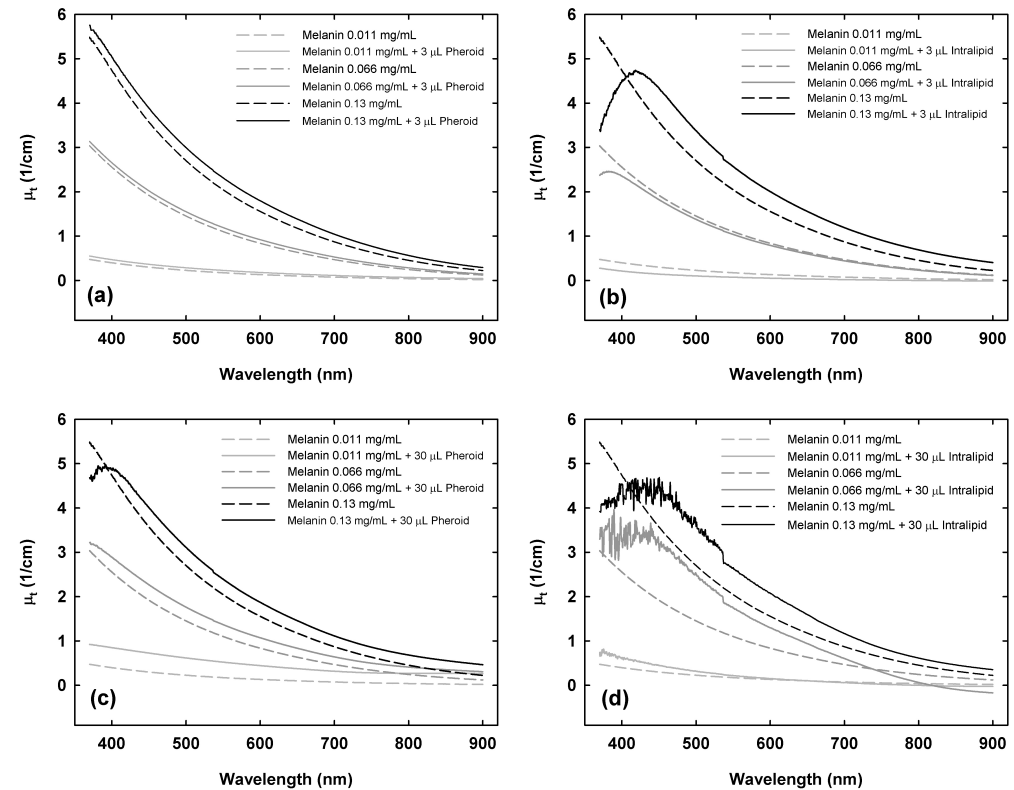 6
5
4
3
2
1
0
μt (1/cm)
Melanin 0.011 mg/mL
Melanin 0.011 mg/mL + 3 μL Pheroid
Melanin 0.066 mg/mL
Melanin 0.066 mg/mL + 3 μL Pheroid
Melanin 0.13 mg/mL
Melanin 0.13 mg/mL + 3 μL Pheroid
(a)
400 500 600 700 800 900
Wavelength (nm)
6
5
4
3
2
1
0
μt (1/cm)
Melanin 0.011 mg/mL
Melanin 0.011 mg/mL + 3 μL Intralipid
Melanin 0.066 mg/mL
Melanin 0.066 mg/mL + 3 μL Intralipid
Melanin 0.13 mg/mL
Melanin 0.13 mg/mL + 3 μL Intralipid
(b)
400 500 600 700 800 900
Wavelength (nm)
6
5
4
3
2
1
0
μt (1/cm)
Melanin 0.011 mg/mL
Melanin 0.011 mg/mL + 30 μL Pheroid
Melanin 0.066 mg/mL
Melanin 0.066 mg/mL + 30 μL Pheroid
Melanin 0.13 mg/mL
Melanin 0.13 mg/mL + 30 μL Pheroid
(c)
400 500 600 700 800 900
Wavelength (nm)
6
5
4
3
2
1
0
μt (1/cm)
Melanin 0.011 mg/mL
Melanin 0.011 mg/mL + 30 μL Intralipid
Melanin 0.066 mg/mL
Melanin 0.066 mg/mL + 30 μL Intralipid
Melanin 0.13 mg/mL
Melanin 0.13 mg/mL + 30 μL Intralipid
(d)
400 500 600 700 800 900
Wavelength (nm)